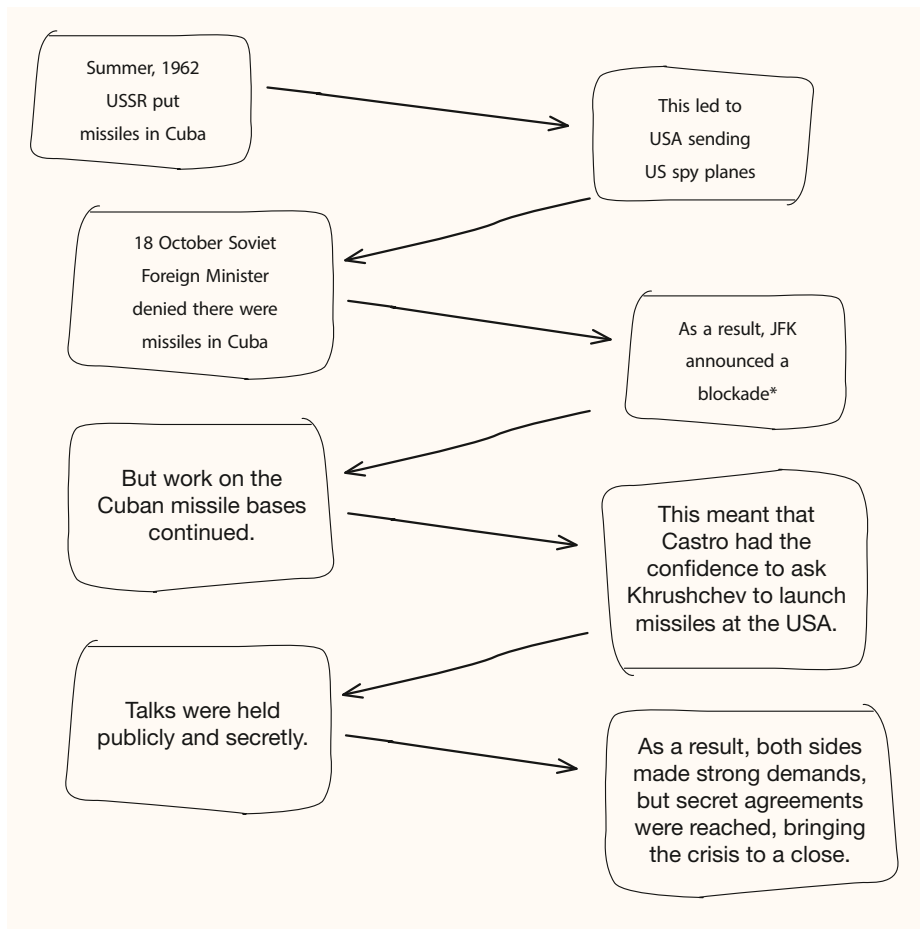 Summer, 1962
USSR put
missiles in Cuba
This led to
USA sending
US spy planes
18 October Soviet
Foreign Minister
denied there were
missiles in Cuba
As a result, JFK
announced a
blockade*
But work on the
Cuban missile bases
continued.
This meant that
Castro had the
confidence to ask
Khrushchev to launch
missiles at the USA.
Talks were held
publicly and secretly.
As a result, both sides
made strong demands,
but secret agreements
were reached, bringing
the crisis to a close.